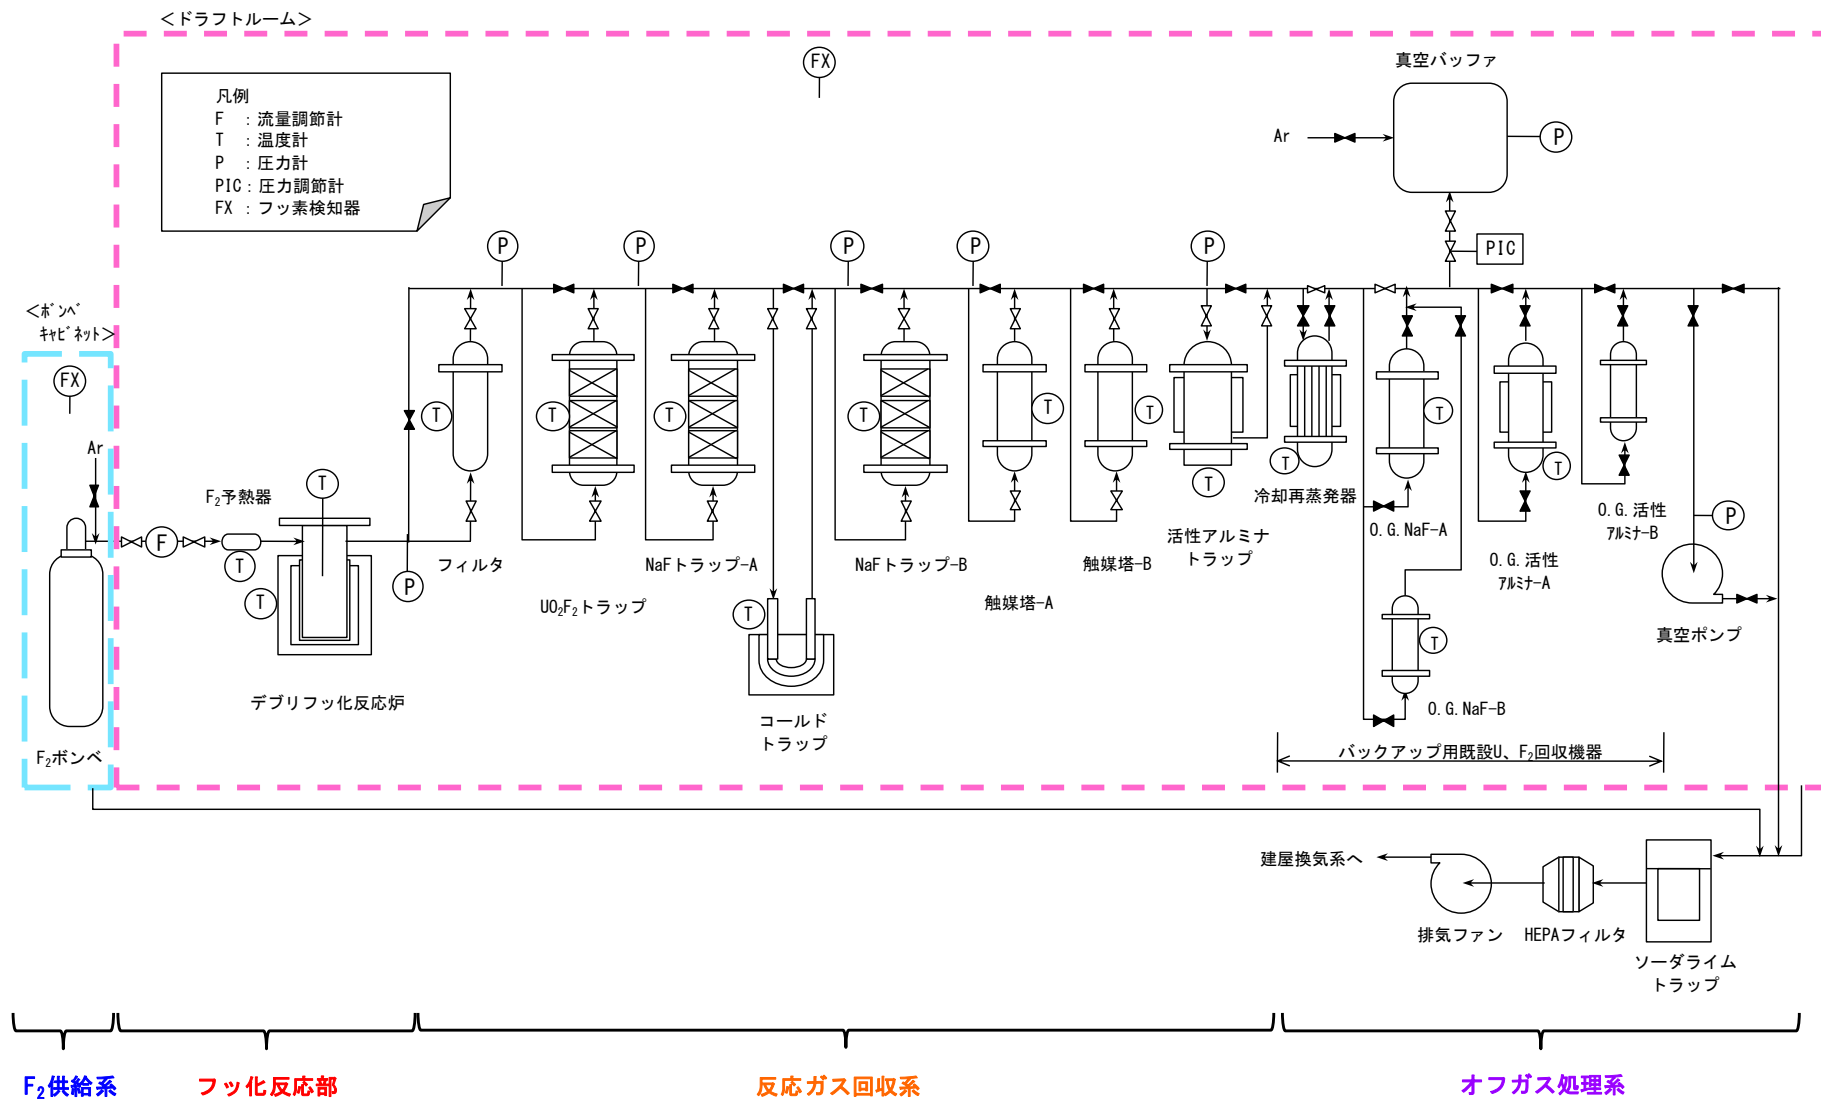 ＜ドラフトルーム＞
FX
真空バッファ
凡例
F ：流量調節計
T ：温度計
P ：圧力計
PIC：圧力調節計
FX ：フッ素検知器
Ar
P
PIC
P
P
P
P
P
＜ボンベ
キャビネット＞
FX
Ar
T
T
T
T
T
T
T
T
T
T
F₂予熱器
T
F
T
T
P
フィルタ
UO₂F₂トラップ
NaFトラップ-A
T
コールド
トラップ
NaFトラップ-B
触媒塔-A
触媒塔-B
T
活性アルミナ
トラップ
冷却再蒸発器
O.G.NaF-A
T
O.G.NaF-B
O.G.活性
アルミナ-A
O.G.活性
アルミナ-B
P
真空ポンプ
デブリフッ化反応炉
F₂ボンベ
バックアップ用既設U、F₂回収機器
建屋換気系へ
排気ファン
HEPAフィルタ
ソーダライム
トラップ
F₂供給系
フッ化反応部
反応ガス回収系
オフガス処理系